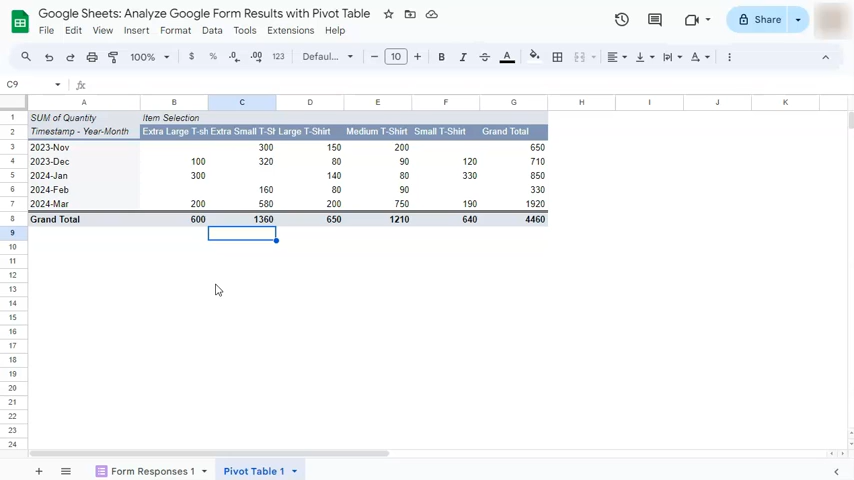 Google Sheets: Analyze Google Form Results with Pivot Table
File Edit View Insert Format Data Tools Extensions Help
Share
100% $ % .0 .00 123 Defaul... − 10 + B I S A
C9 fx
A B C D E F G H I J K
1 SUM of Quantity Item Selection
2 Timestamp - Year-Month Extra Large T-sh Extra Small T-Sh Large T-Shirt Medium T-Shirt Small T-Shirt Grand Total
3 2023-Nov 300 150 200 650
4 2023-Dec 100 320 80 90 120 710
5 2024-Jan 300 140 80 330 850
6 2024-Feb 160 80 90 330
7 2024-Mar 200 580 200 750 190 1920
8 Grand Total 600 1360 650 1210 640 4460
9
10
11
12
13
14
15
16
17
18
19
20
21
22
23
24
Form Responses 1 Pivot Table 1